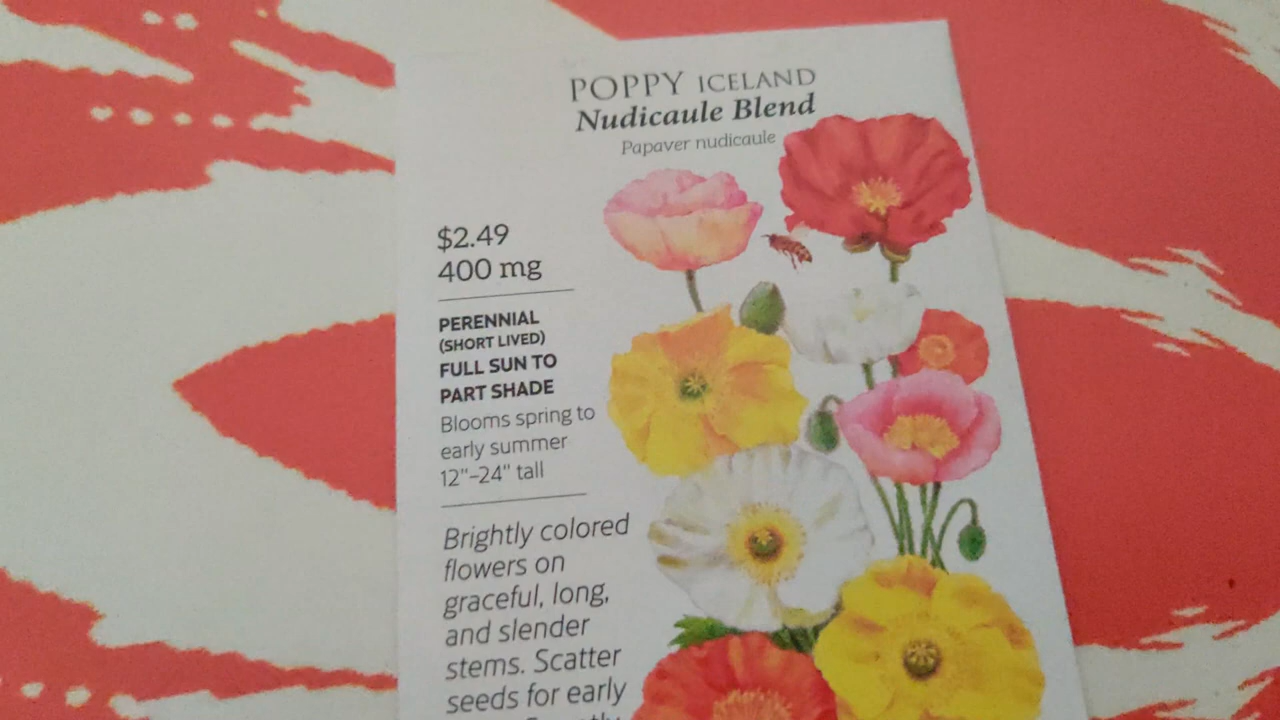 POPPY ICELAND
Nudicaule Blend
Papaver nudicaule
$2.49
400 mg
PERENNIAL
(SHORT LIVED)
FULL SUN TO
PART SHADE
Blooms spring to
early summer
12"–24" tall
Brightly colored
flowers on
graceful, long,
and slender
stems. Scatter
seeds for early